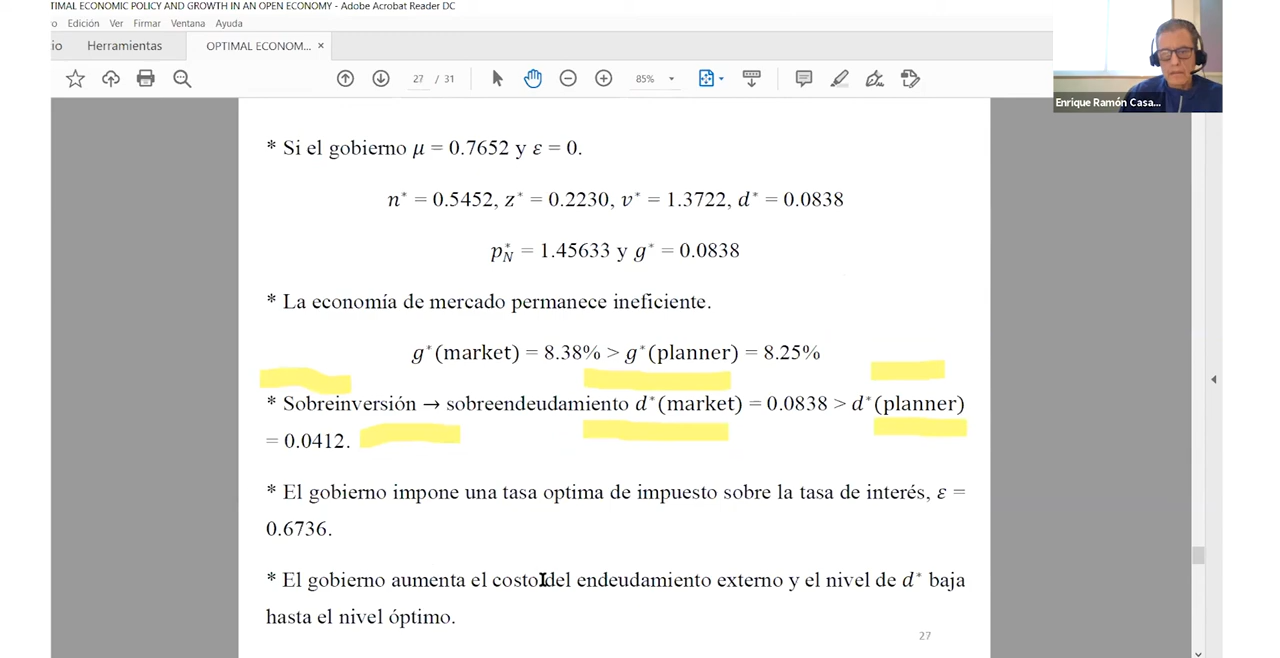 TIMAL ECONOMIC POLICY AND GROWTH IN AN OPEN ECONOMY - Adobe Acrobat Reader DC
o Edición Ver Firmar Ventana Ayuda
io Herramientas OPTIMAL ECONOM... ×
27 / 31 85%
Enrique Ramón Casa...
* Si el gobierno μ = 0.7652 y ε = 0.
n* = 0.5452, z* = 0.2230, v* = 1.3722, d* = 0.0838
p*_N = 1.45633 y g* = 0.0838
* La economía de mercado permanece ineficiente.
g*(market) = 8.38% > g*(planner) = 8.25%
* Sobreinversión → sobreendeudamiento d*(market) = 0.0838 > d*(planner)
= 0.0412.
* El gobierno impone una tasa optima de impuesto sobre la tasa de interés, ε =
0.6736.
* El gobierno aumenta el costo del endeudamiento externo y el nivel de d* baja
hasta el nivel óptimo.
27